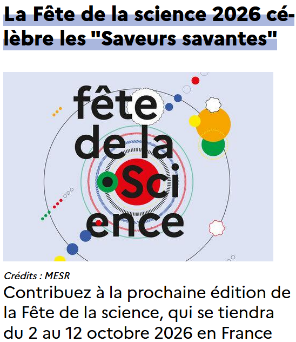 La Fête de la science 2026 cé-
lèbre les "Saveurs savantes"
fête
de la
Sci
ence
Crédits : MESR
Contribuez à la prochaine édition de
la Fête de la science, qui se tiendra
du 2 au 12 octobre 2026 en France